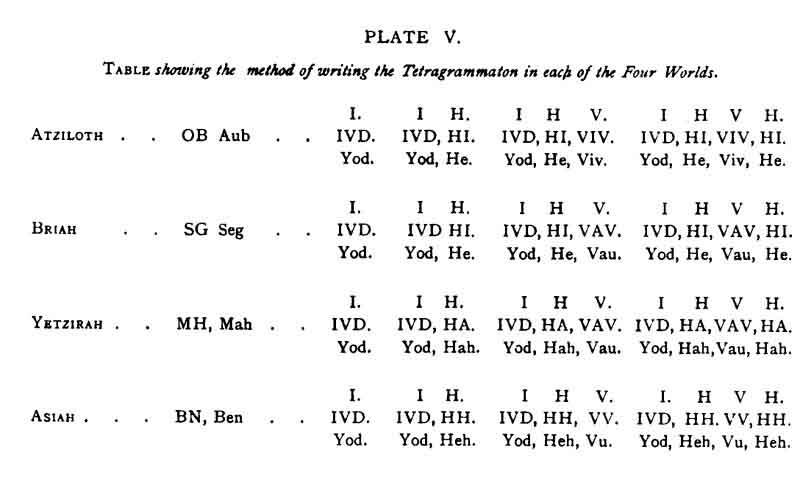 PLATE V.
TABLE showing the method of writing the Tetragrammaton in each of the Four Worlds.
I. I H. I H V. I H V H.
ATZILOTH . . OB Aub . . IVD. IVD, HI. IVD, HI, VIV. IVD, HI, VIV, HI.
Yod. Yod, He. Yod, He, Viv. Yod, He, Viv, He.
I. I H. I H V. I H V H.
BRIAH . . SG Seg . . IVD. IVD HI. IVD, HI, VAV. IVD, HI, VAV, HI.
Yod. Yod, He. Yod, He, Vau. Yod, He, Vau, He.
I. I H. I H V. I H V H.
YETZIRAH . . MH, Mah . . IVD. IVD, HA. IVD, HA, VAV. IVD, HA, VAV, HA.
Yod. Yod, Hah. Yod, Hah, Vau. Yod, Hah, Vau, Hah.
I. I H. I H V. I. H V H.
ASIAH . . . BN, Ben . . IVD. IVD, HH. IVD, HH, VV. IVD, HH. VV, HH.
Yod. Yod, Heh. Yod, Heh, Vu. Yod, Heh, Vu, Heh.